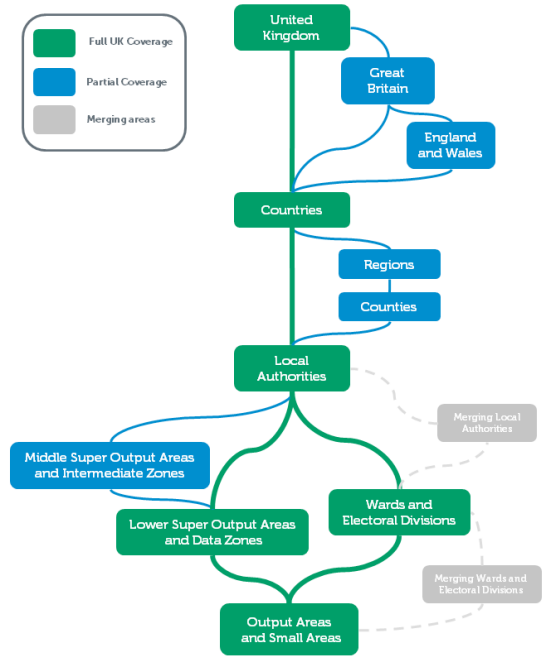 Full UK Coverage
Partial Coverage
Merging areas
United
Kingdom
Great
Britain
England
and Wales
Countries
Regions
Counties
Local
Authorities
Merging Local
Authorities
Middle Super Output Areas
and Intermediate Zones
Wards and
Electoral Divisions
Lower Super Output Areas
and Data Zones
Merging Wards and
Electoral Divisions
Output Areas
and Small Areas